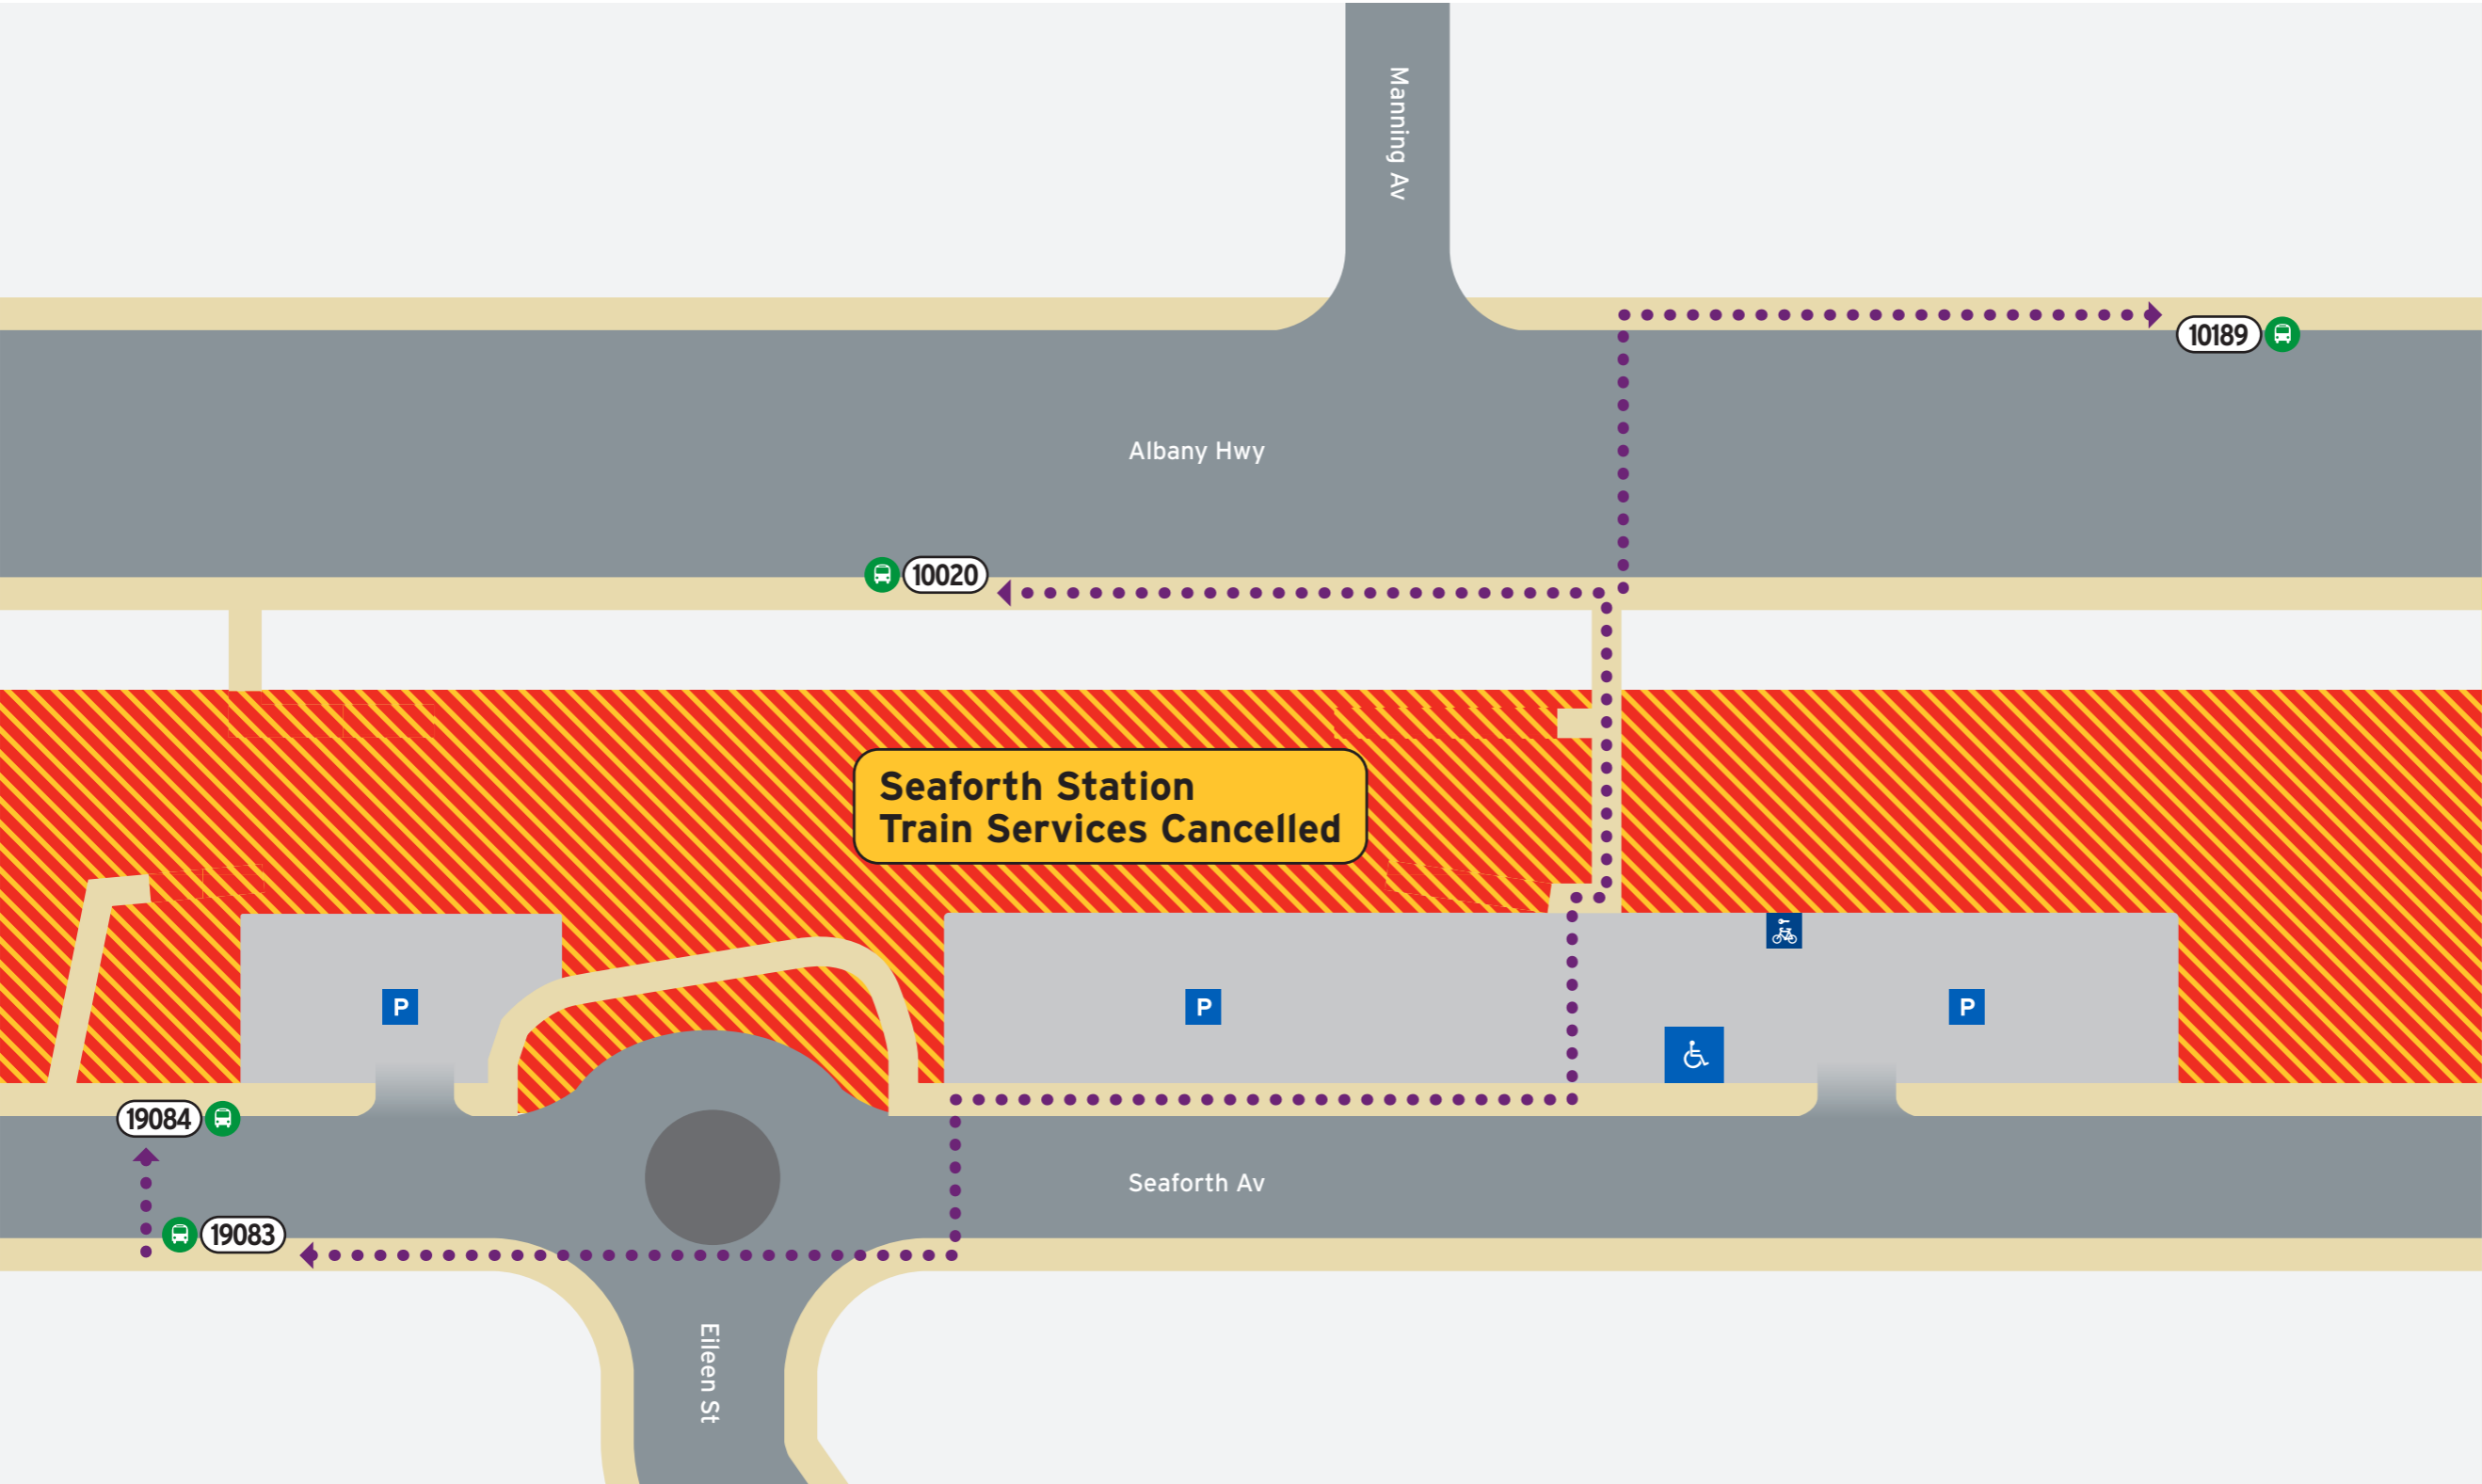 Manning Av
10189
Albany Hwy
10020
Seaforth Station
Train Services Cancelled
P
P
P
19084
Seaforth Av
19083
Eileen St